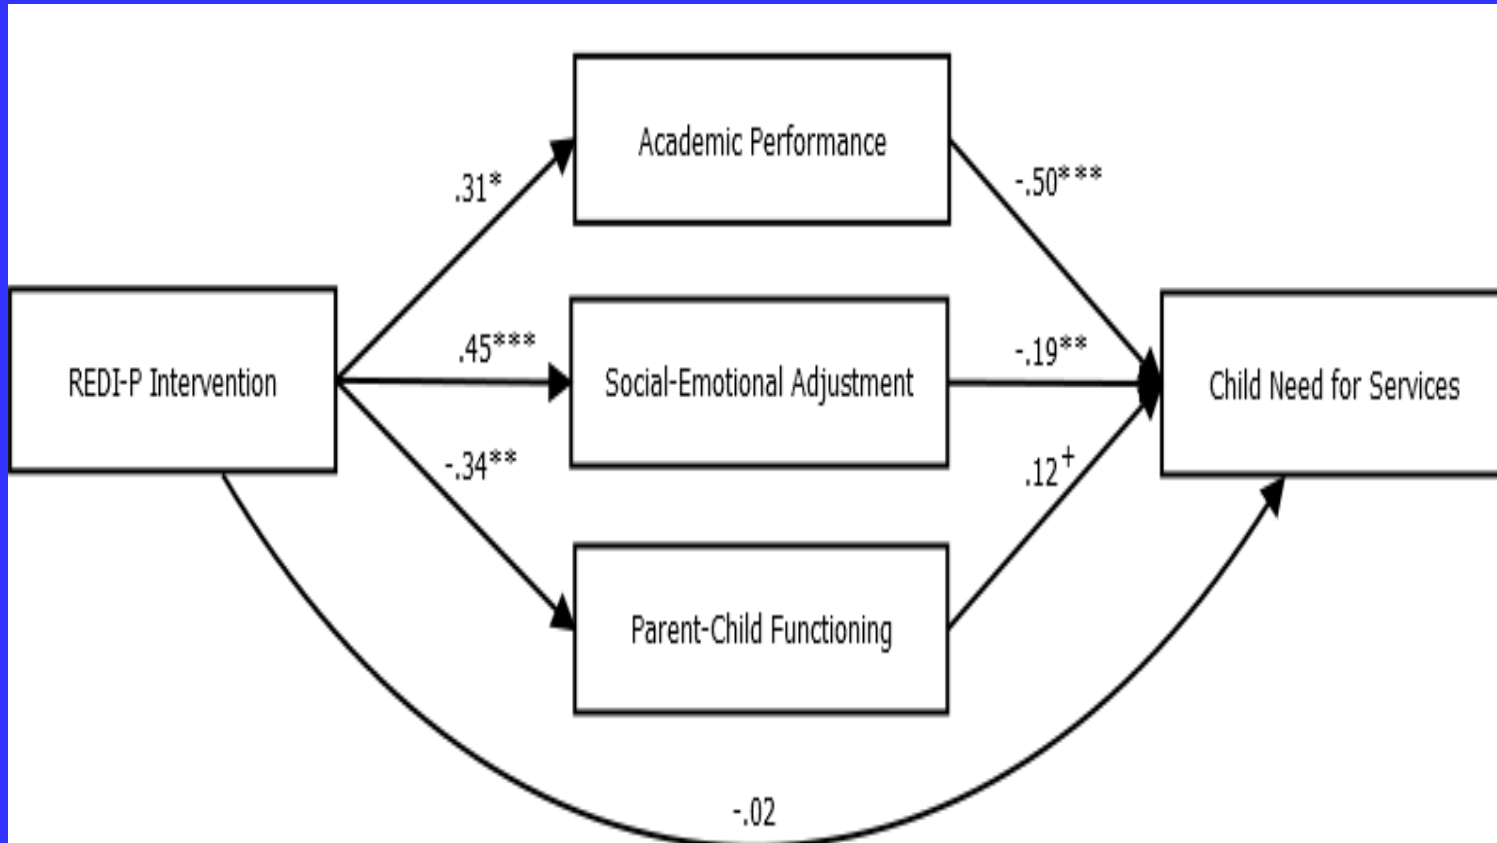 Academic Performance
.31*
-.50***
REDI-P Intervention
.45***
Social-Emotional Adjustment
-.19**
Child Need for Services
-.34**
.12+
Parent-Child Functioning
-.02